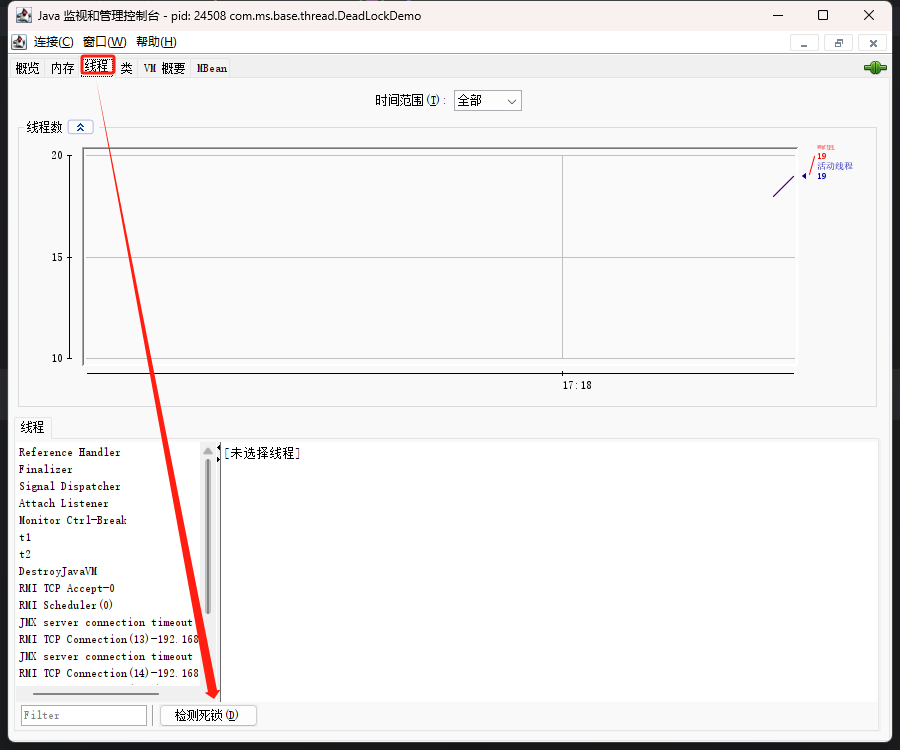 Java 监视和管理控制台 - pid: 24508 com.ms.base.thread.DeadLockDemo
连接(C) 窗口(W) 帮助(H)
概览 内存 线程 类 VM 概要 MBean
时间范围(T): 全部
线程数
20
15
10
17:18
峰值
19
活动线程
19
线程
Reference Handler
Finalizer
Signal Dispatcher
Attach Listener
Monitor Ctrl-Break
t1
t2
DestroyJavaVM
RMI TCP Accept-0
RMI Scheduler(0)
JMX server connection timeout
RMI TCP Connection(13)-192.168
JMX server connection timeout
RMI TCP Connection(14)-192.168
[未选择线程]
Filter
检测死锁(D)